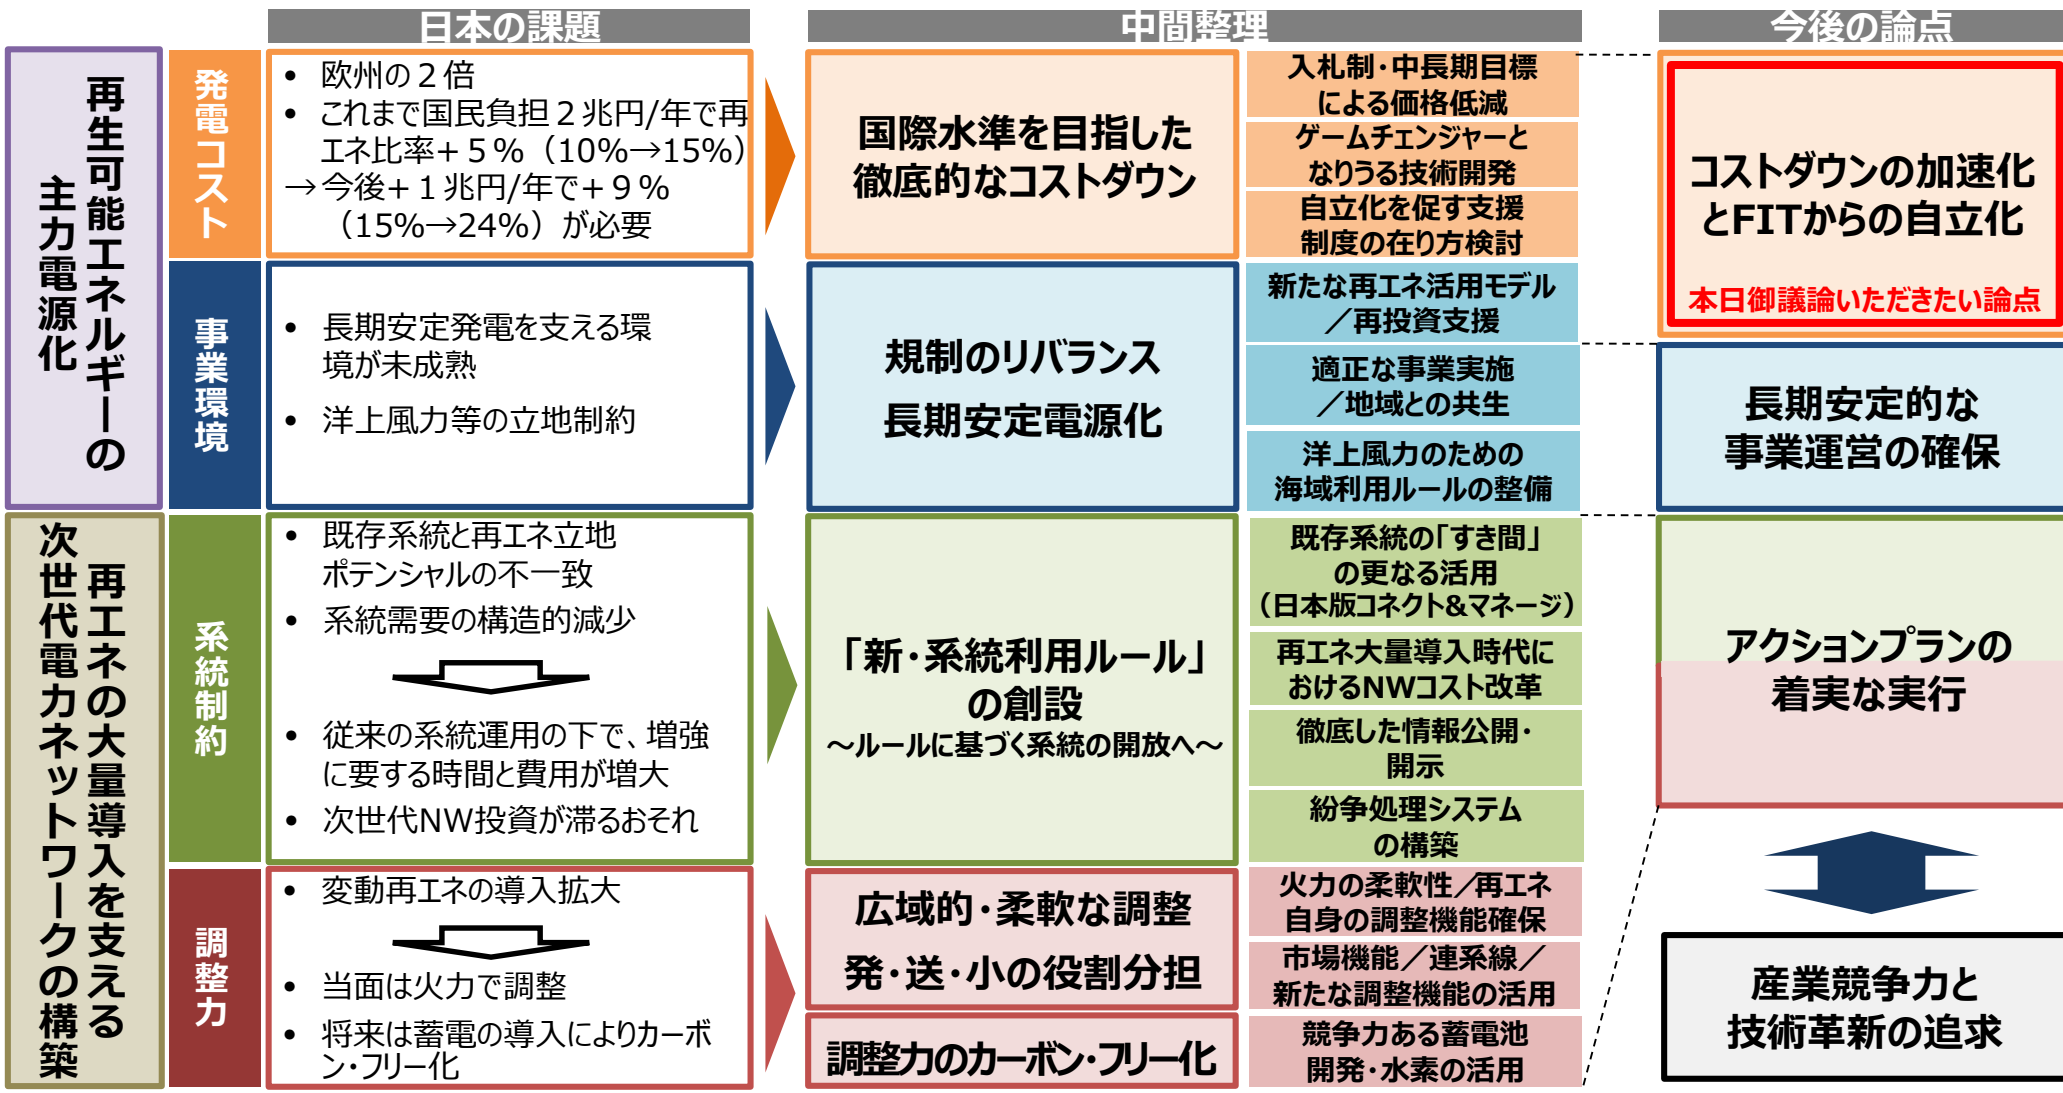 日本の課題
中間整理
今後の論点
再生可能エネルギーの
主力電源化
発電コスト
• 欧州の２倍
• これまで国民負担２兆円/年で再
エネ比率+５％（10%→15%）
→今後+１兆円/年で+９％
（15%→24%）が必要
国際水準を目指した
徹底的なコストダウン
入札制・中長期目標
による価格低減
ゲームチェンジャーと
なりうる技術開発
自立化を促す支援
制度の在り方検討
コストダウンの加速化
とFITからの自立化
本日御議論いただきたい論点
事業環境
• 長期安定発電を支える環
境が未成熟
• 洋上風力等の立地制約
規制のリバランス
長期安定電源化
新たな再エネ活用モデル
／再投資支援
適正な事業実施
／地域との共生
洋上風力のための
海域利用ルールの整備
長期安定的な
事業運営の確保
再エネの大量導入を支える
次世代電力ネットワークの構築
系統制約
• 既存系統と再エネ立地
ポテンシャルの不一致
• 系統需要の構造的減少
• 従来の系統運用の下で、増強
に要する時間と費用が増大
• 次世代NW投資が滞るおそれ
「新・系統利用ルール」
の創設
～ルールに基づく系統の開放へ～
既存系統の「すき間」
の更なる活用
（日本版コネクト&マネージ）
再エネ大量導入時代に
おけるNWコスト改革
徹底した情報公開・
開示
紛争処理システム
の構築
アクションプランの
着実な実行
調整力
• 変動再エネの導入拡大
• 当面は火力で調整
• 将来は蓄電の導入によりカーボ
ン・フリー化
広域的・柔軟な調整
発・送・小の役割分担
調整力のカーボン・フリー化
火力の柔軟性／再エネ
自身の調整機能確保
市場機能／連系線／
新たな調整機能の活用
競争力ある蓄電池
開発・水素の活用
産業競争力と
技術革新の追求